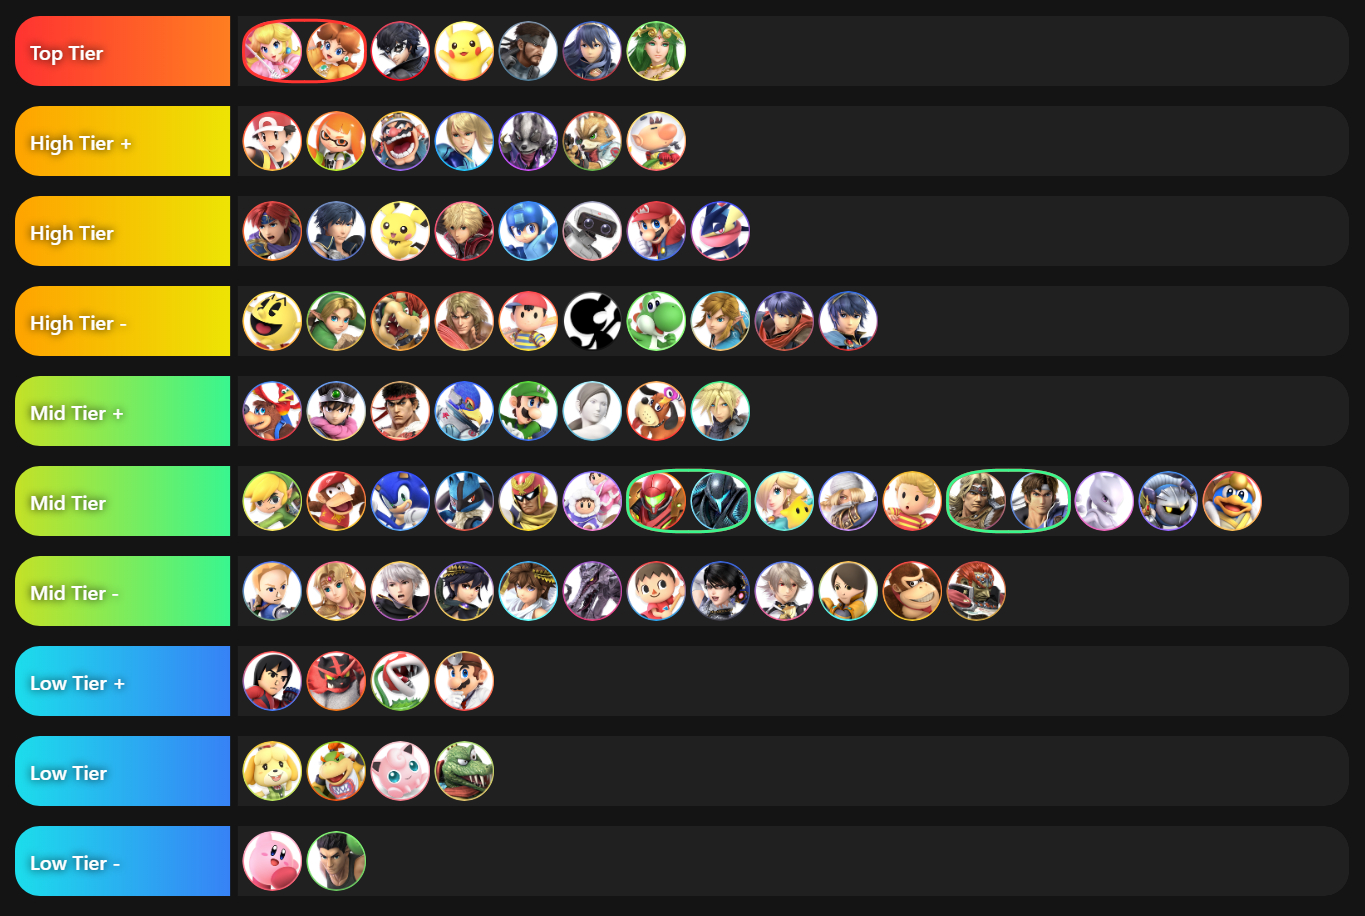 Top Tier
High Tier +
High Tier
High Tier -
Mid Tier +
Mid Tier
Mid Tier -
Low Tier +
Low Tier
Low Tier -